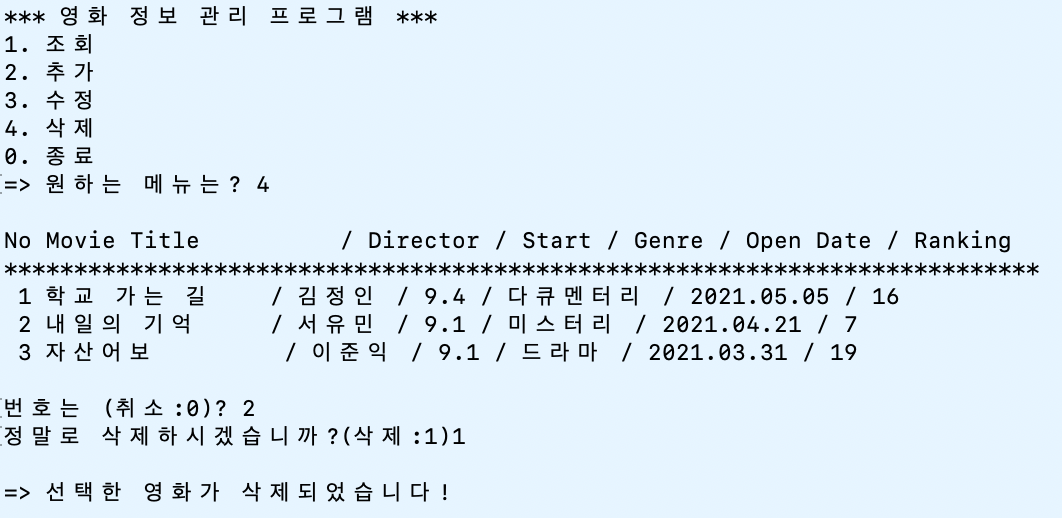 *** 영화 정보 관리 프로그램 ***
1. 조회
2. 추가
3. 수정
4. 삭제
0. 종료
=> 원하는 메뉴는? 4
No Movie Title / Director / Start / Genre / Open Date / Ranking
**************************************************************************
1 학교 가는 길 / 김정인 / 9.4 / 다큐멘터리 / 2021.05.05 / 16
2 내일의 기억 / 서유민 / 9.1 / 미스터리 / 2021.04.21 / 7
3 자산어보 / 이준익 / 9.1 / 드라마 / 2021.03.31 / 19
번호는 (취소:0)? 2
정말로 삭제하시겠습니까?(삭제:1)1
=> 선택한 영화가 삭제되었습니다!